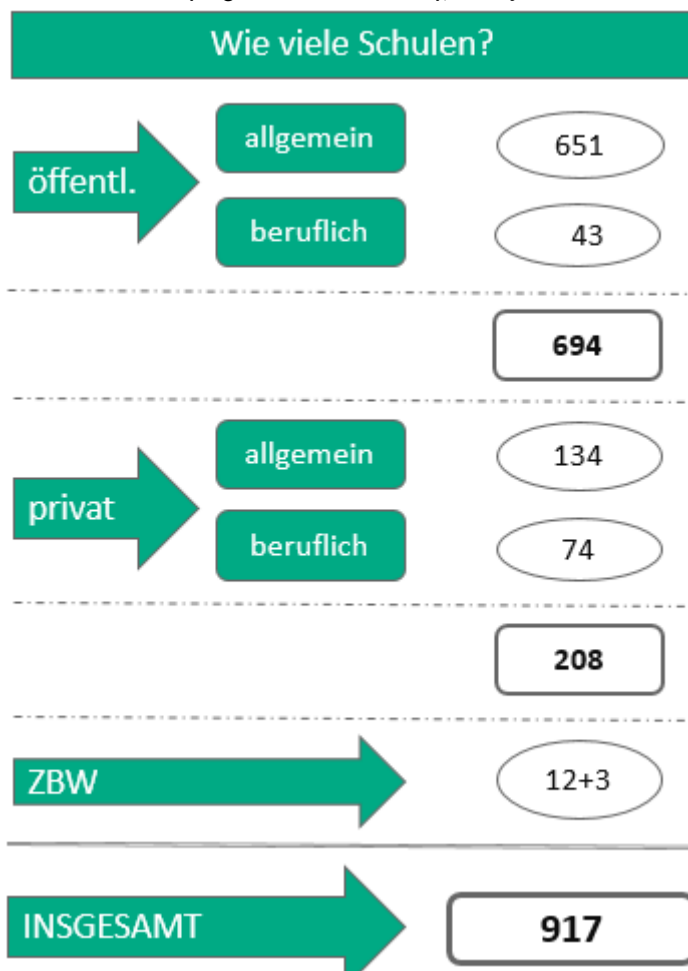 Wie viele Schulen?
öffentl.
allgemein
651
beruflich
43
694
privat
allgemein
134
beruflich
74
208
ZBW
12+3
INSGESAMT
917